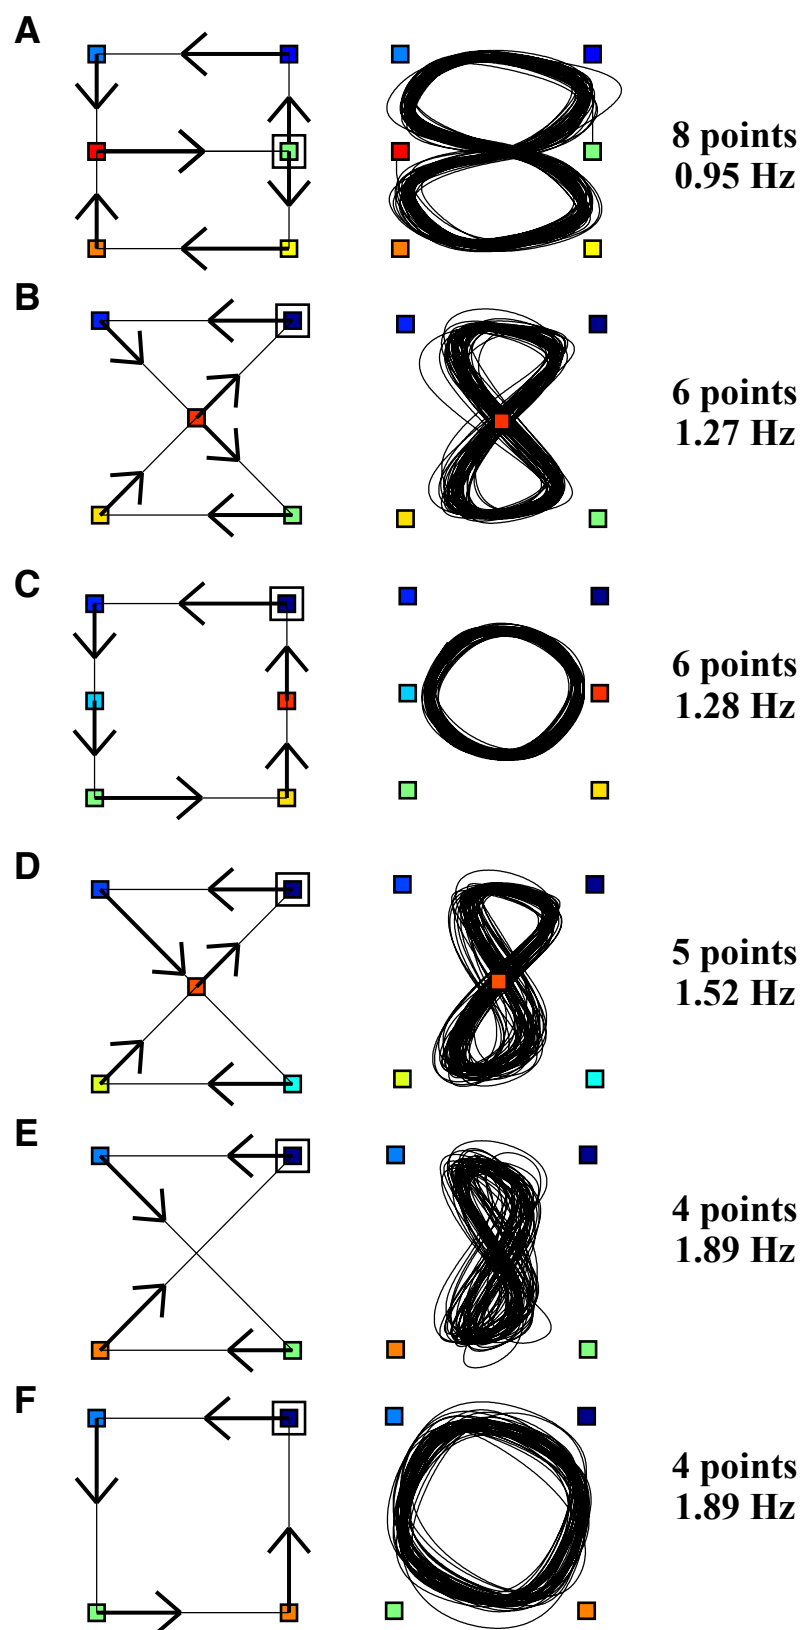 A
8 points
0.95 Hz
B
6 points
1.27 Hz
C
6 points
1.28 Hz
D
5 points
1.52 Hz
E
4 points
1.89 Hz
F
4 points
1.89 Hz